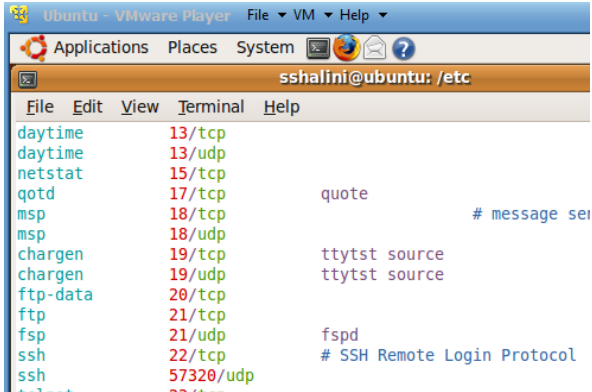 Ubuntu - VMware Player File VM Help
Applications Places System
sshalini@ubuntu: /etc
File Edit View Terminal Help
daytime 13/tcp
daytime 13/udp
netstat 15/tcp
qotd 17/tcp quote
msp 18/tcp # message
msp 18/udp
chargen 19/tcp ttytst source
chargen 19/udp ttytst source
ftp-data 20/tcp
ftp 21/tcp
fsp 21/udp fspd
ssh 22/tcp # SSH Remote Login Protocol
ssh 57320/udp